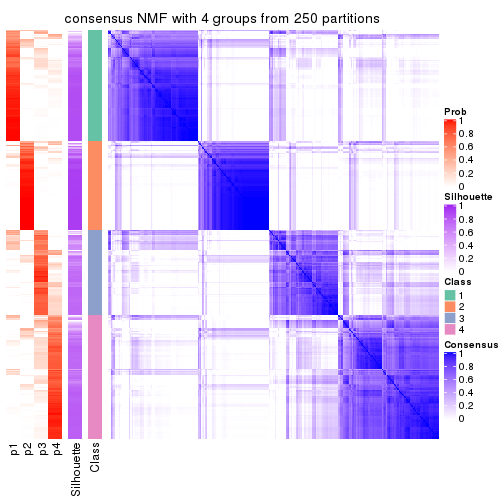 consensus NMF with 4 groups from 250 partitions
Prob
1
0.8
0.6
0.4
0.2
0
Silhouette
1
0.8
0.6
0.4
0.2
0
Class
1
2
3
4
Consensus
1
0.8
0.6
0.4
0.2
0
p1
p2
p3
p4
Silhouette
Class